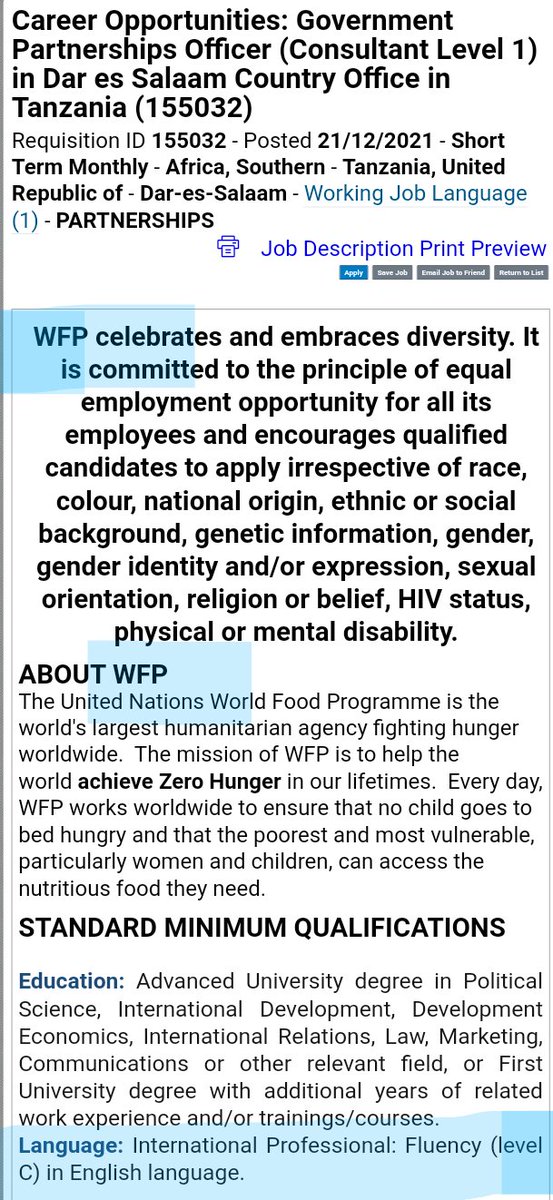 Career Opportunities: Government
Partnerships Officer (Consultant Level 1)
in Dar es Salaam Country Office in
Tanzania (155032)
Requisition ID 155032 - Posted 21/12/2021 - Short
Term Monthly - Africa, Southern - Tanzania, United
Republic of - Dar-es-Salaam - Working Job Language
(1) - PARTNERSHIPS
Job Description Print Preview
Apply Save Job Email Job to Friend Return to List
WFP celebrates and embraces diversity. It
is committed to the principle of equal
employment opportunity for all its
employees and encourages qualified
candidates to apply irrespective of race,
colour, national origin, ethnic or social
background, genetic information, gender,
gender identity and/or expression, sexual
orientation, religion or belief, HIV status,
physical or mental disability.
ABOUT WFP
The United Nations World Food Programme is the
world's largest humanitarian agency fighting hunger
worldwide. The mission of WFP is to help the
world achieve Zero Hunger in our lifetimes. Every day,
WFP works worldwide to ensure that no child goes to
bed hungry and that the poorest and most vulnerable,
particularly women and children, can access the
nutritious food they need.
STANDARD MINIMUM QUALIFICATIONS
Education: Advanced University degree in Political
Science, International Development, Development
Economics, International Relations, Law, Marketing,
Communications or other relevant field, or First
University degree with additional years of related
work experience and/or trainings/courses.
Language: International Professional: Fluency (level
C) in English language.